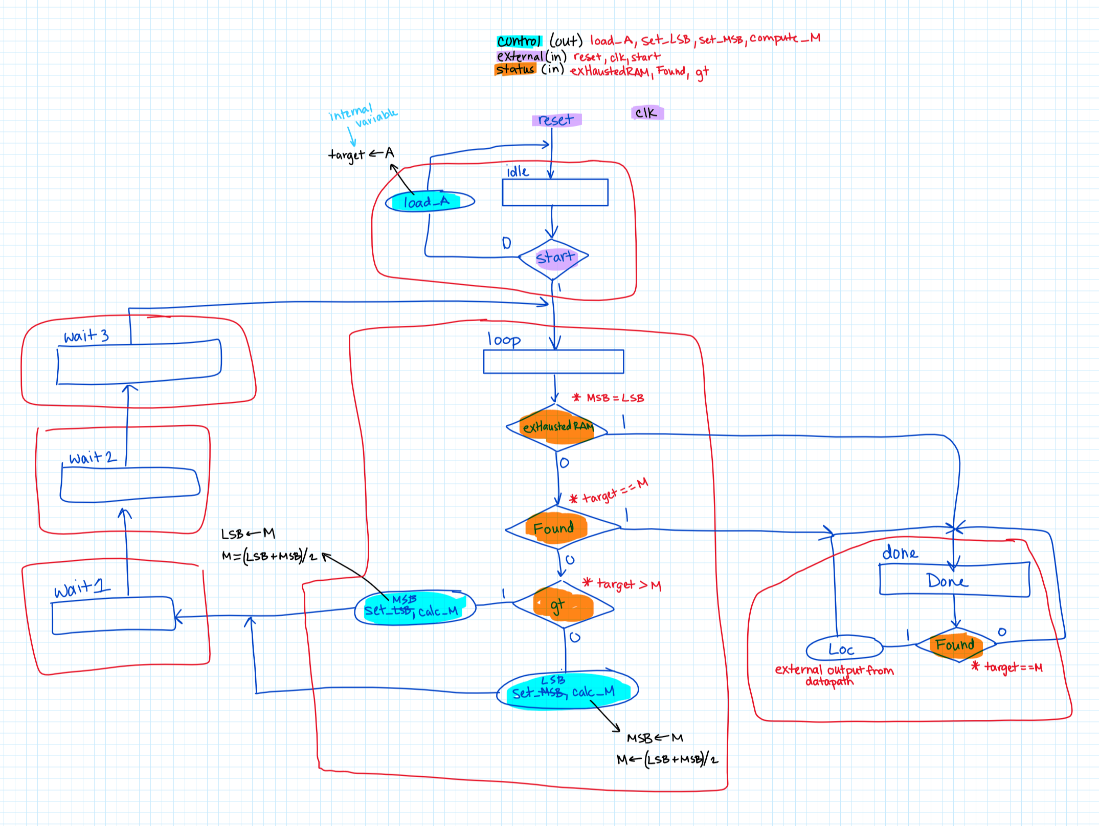 control (out) load_A, set_LSB, set_MSB, compute_M
external(in) reset, clk, start
status (in) exHaustedRAM, Found, gt
internal
variable
clk
reset
target ← A
idle
load_A
0
start
1
wait 3
loop
* MSB = LSB
exHausted RAM
1
0
wait 2
* target == M
Found
1
0
LSB ← M
M = (LSB + MSB)/2
done
Done
wait 1
* target > M
MSB
set_LSB, calc_M
1
gt
0
Loc
1
Found
0
* target == M
external output from
datapath
LSB
set_MSB, calc_M
MSB ← M
M ← (LSB + MSB)/2